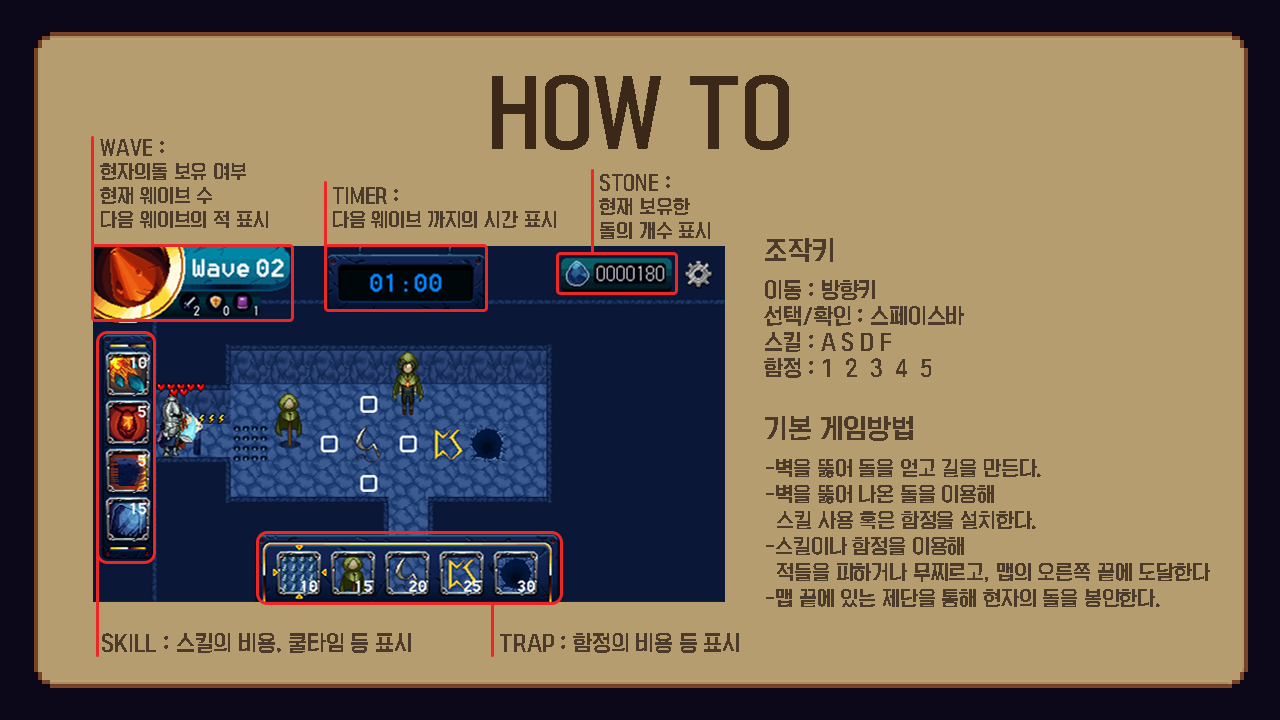 HOW TO
WAVE :
현자의돌 보유 여부
현재 웨이브 수
다음 웨이브의 적 표시
TIMER :
다음 웨이브 까지의 시간 표시
STONE :
현재 보유한
돌의 개수 표시
Wave 02
2 0 1
01:00
0000180
10
5
5
15
10 15 20 25 30
SKILL : 스킬의 비용, 쿨타임 등 표시
TRAP : 함정의 비용 등 표시
조작키
이동 : 방향키
선택/확인 : 스페이스바
스킬 : A S D F
함정 : 1 2 3 4 5
기본 게임방법
-벽을 뚫어 돌을 얻고 길을 만든다.
-벽을 뚫어 나온 돌을 이용해
스킬 사용 혹은 함정을 설치한다.
-스킬이나 함정을 이용해
적들을 피하거나 무찌르고, 맵의 오른쪽 끝에 도달한다
-맵 끝에 있는 제단을 통해 현자의 돌을 봉인한다.